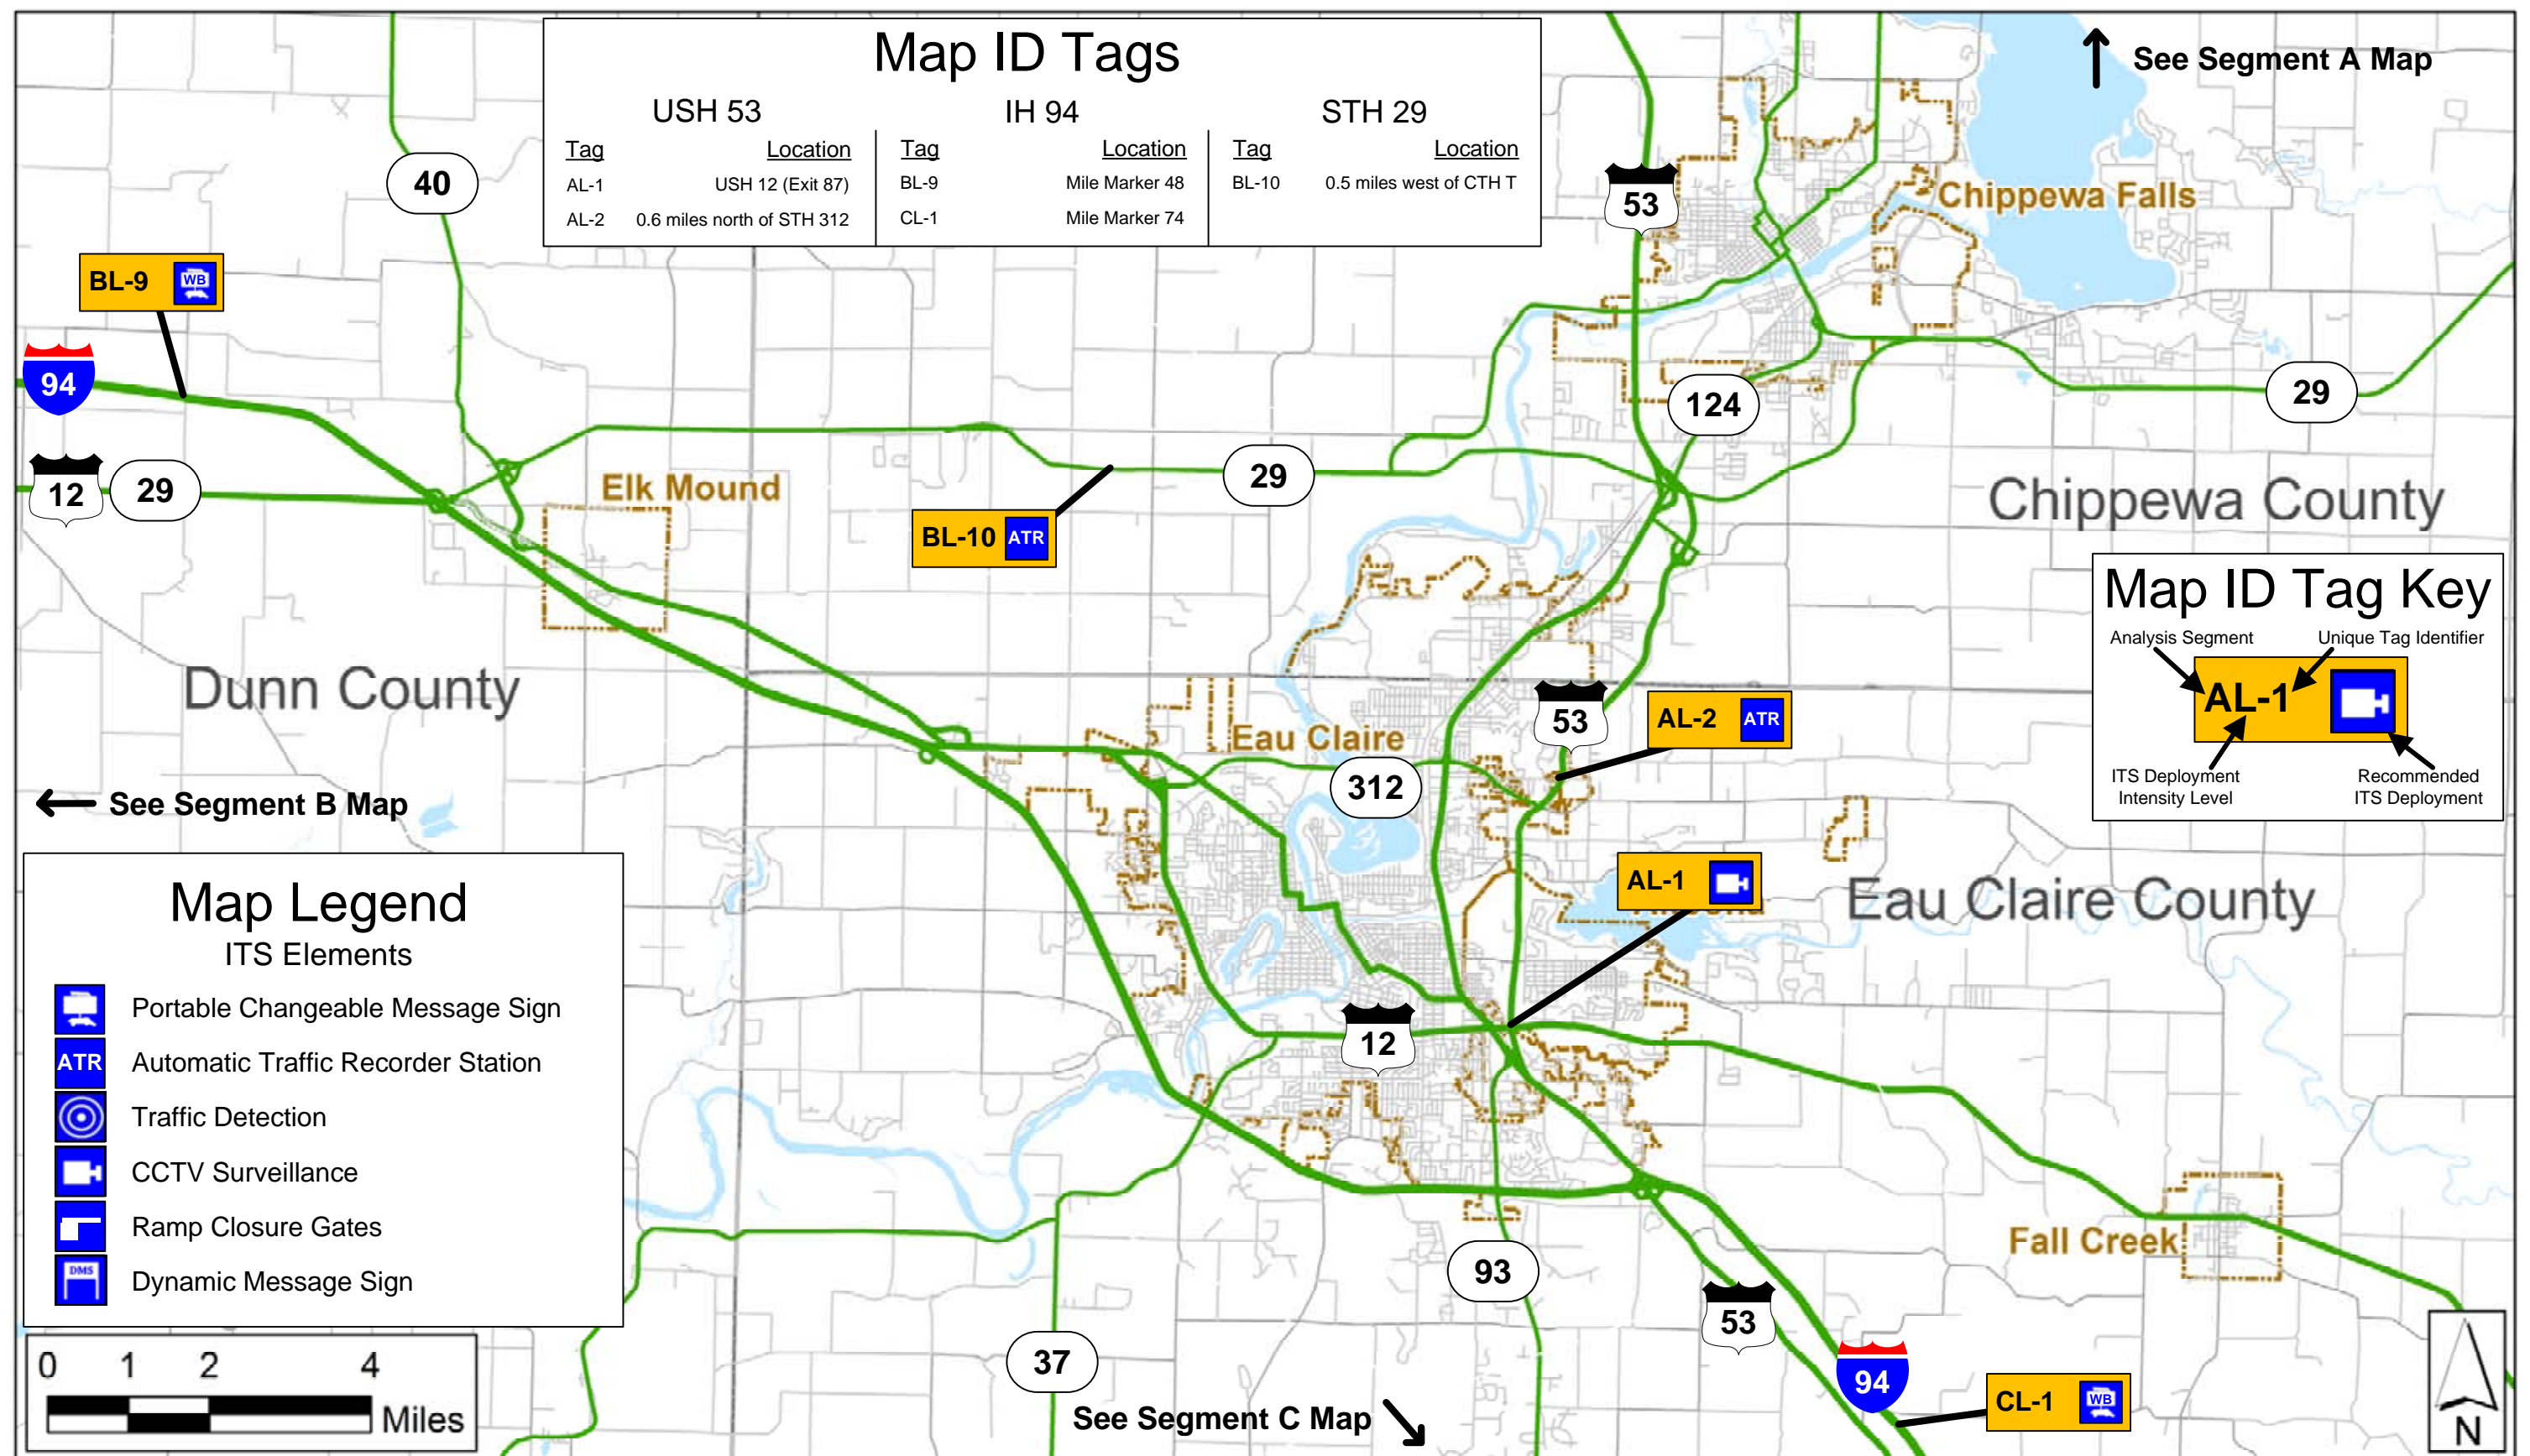 Map ID Tags
USH 53
IH 94
STH 29
Tag Location
Tag Location
Tag Location
AL-1 USH 12 (Exit 87)
BL-9 Mile Marker 48
BL-10 0.5 miles west of CTH T
AL-2 0.6 miles north of STH 312
CL-1 Mile Marker 74
See Segment A Map
40
53
Chippewa Falls
BL-9 WB
94
124
29
12
29
Elk Mound
29
BL-10 ATR
Chippewa County
Map ID Tag Key
Analysis Segment
Unique Tag Identifier
AL-1
ITS Deployment
Intensity Level
Recommended
ITS Deployment
Dunn County
53
AL-2 ATR
Eau Claire
312
See Segment B Map
AL-1
Eau Claire County
Map Legend
ITS Elements
Portable Changeable Message Sign
ATR Automatic Traffic Recorder Station
Traffic Detection
CCTV Surveillance
Ramp Closure Gates
DMS Dynamic Message Sign
12
Fall Creek
93
53
37
94
0 1 2 4
Miles
See Segment C Map
CL-1 WB
N